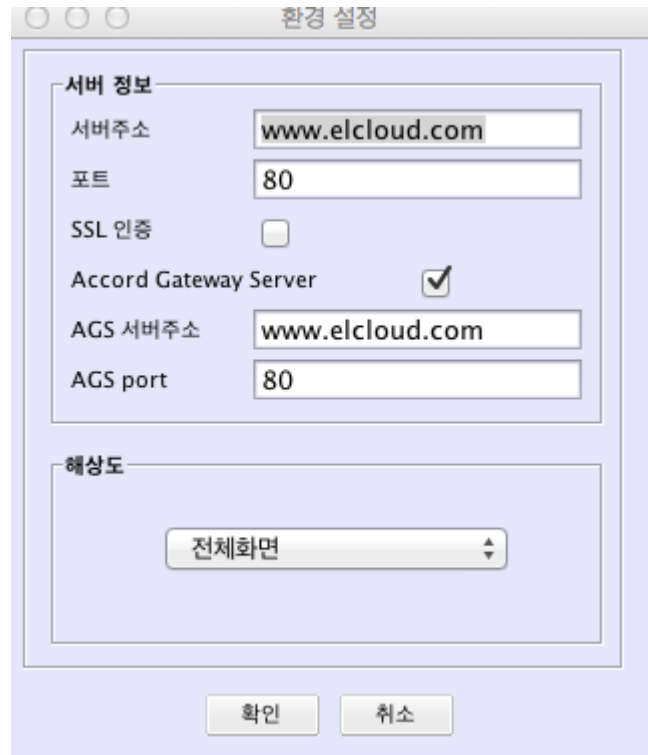 환경 설정
서버 정보
서버주소 www.elcloud.com
포트 80
SSL 인증
Accord Gateway Server
AGS 서버주소 www.elcloud.com
AGS port 80
해상도
전체화면
확인 취소